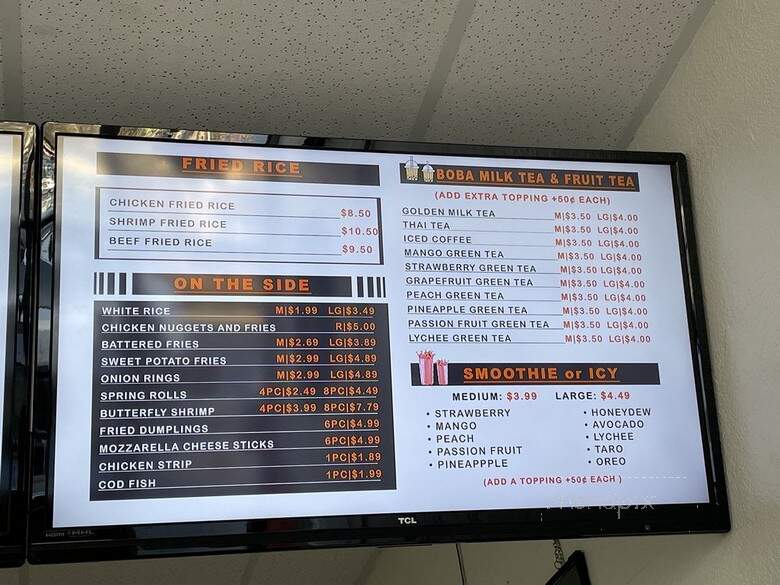 FRIED RICE
CHICKEN FRIED RICE $8.50
SHRIMP FRIED RICE $10.50
BEEF FRIED RICE $9.50
ON THE SIDE
WHITE RICE M|$1.99 LG|$3.49
CHICKEN NUGGETS AND FRIES R|$5.00
BATTERED FRIES M|$2.69 LG|$3.89
SWEET POTATO FRIES M|$2.99 LG|$4.89
ONION RINGS M|$2.99 LG|$4.89
SPRING ROLLS 4PC|$2.49 8PC|$4.49
BUTTERFLY SHRIMP 4PC|$3.99 8PC|$7.79
FRIED DUMPLINGS 6PC|$4.99
MOZZARELLA CHEESE STICKS 6PC|$4.99
CHICKEN STRIP 1PC|$1.89
COD FISH 1PC|$1.99
BOBA MILK TEA & FRUIT TEA
(ADD EXTRA TOPPING +50¢ EACH)
GOLDEN MILK TEA M|$3.50 LG|$4.00
THAI TEA M|$3.50 LG|$4.00
ICED COFFEE M|$3.50 LG|$4.00
MANGO GREEN TEA M|$3.50 LG|$4.00
STRAWBERRY GREEN TEA M|$3.50 LG|$4.00
GRAPEFRUIT GREEN TEA M|$3.50 LG|$4.00
PEACH GREEN TEA M|$3.50 LG|$4.00
PINEAPPLE GREEN TEA M|$3.50 LG|$4.00
PASSION FRUIT GREEN TEA M|$3.50 LG|$4.00
LYCHEE GREEN TEA M|$3.50 LG|$4.00
SMOOTHIE or ICY
MEDIUM: $3.99 LARGE: $4.49
• STRAWBERRY
• MANGO
• PEACH
• PASSION FRUIT
• PINEAPPPLE
• HONEYDEW
• AVOCADO
• LYCHEE
• TARO
• OREO
(ADD A TOPPING +50¢ EACH )
TCL
HDMI MHL